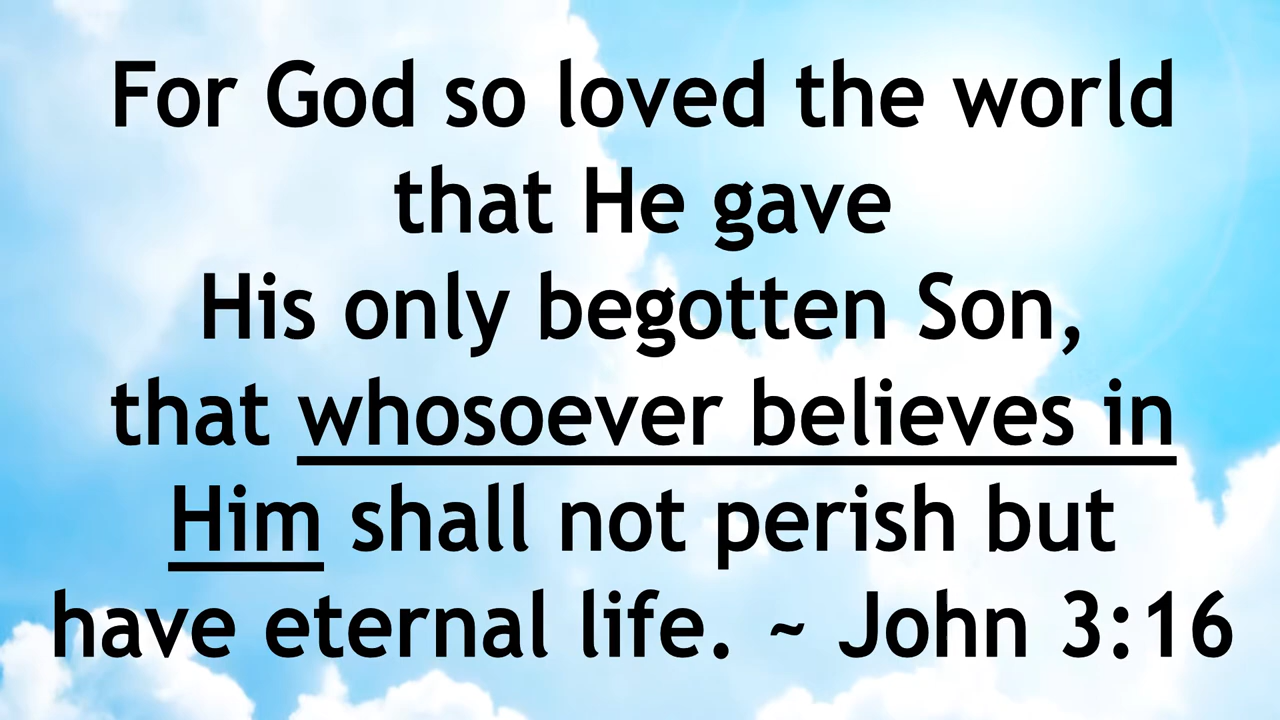 For God so loved the world
that He gave
His only begotten Son,
that whosoever believes in
Him shall not perish but
have eternal life. ~ John 3:16